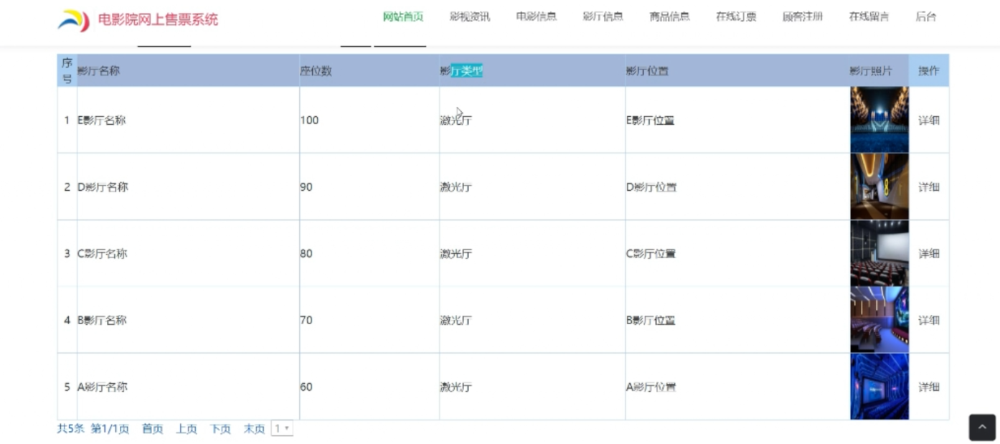 电影院网上售票系统 网站首页 影视资讯 电影信息 影厅信息 商品信息 在线订票 顾客注册 在线留言 后台
序号 影厅名称 座位数 影厅类型 影厅位置 影厅照片 操作
1 E影厅名称 100 激光厅 E影厅位置 详细
2 D影厅名称 90 激光厅 D影厅位置 详细
3 C影厅名称 80 激光厅 C影厅位置 详细
4 B影厅名称 70 激光厅 B影厅位置 详细
5 A影厅名称 60 激光厅 A影厅位置 详细
共5条 第1/1页 首页 上页 下页 末页 1